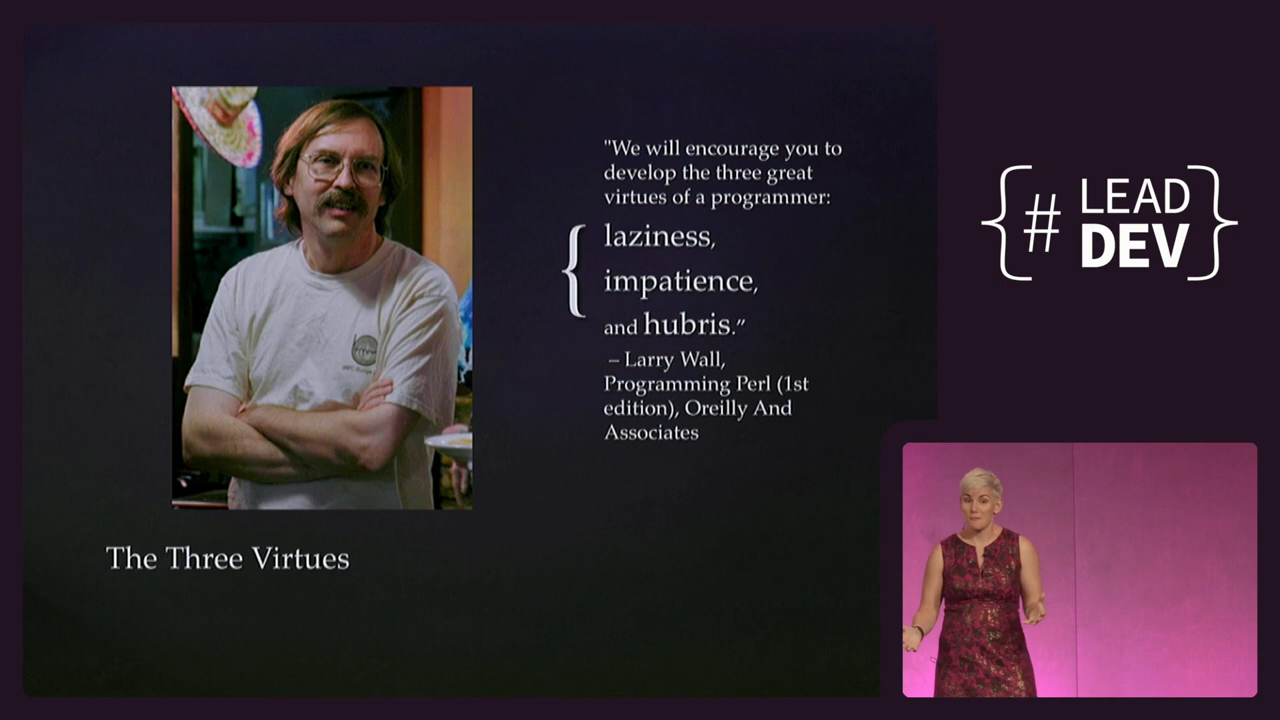 "We will encourage you to
develop the three great
virtues of a programmer:
{ laziness,
impatience,
and hubris.”
– Larry Wall,
Programming Perl (1st
edition), Oreilly And
Associates
The Three Virtues
{# LEAD
DEV}